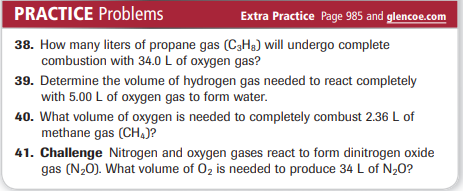 PRACTICE Problems
Extra Practice Page 985 and glencoe.com
38. How many liters of propane gas (C₃H₈) will undergo complete
combustion with 34.0 L of oxygen gas?
39. Determine the volume of hydrogen gas needed to react completely
with 5.00 L of oxygen gas to form water.
40. What volume of oxygen is needed to completely combust 2.36 L of
methane gas (CH₄)?
41. Challenge Nitrogen and oxygen gases react to form dinitrogen oxide
gas (N₂O). What volume of O₂ is needed to produce 34 L of N₂O?